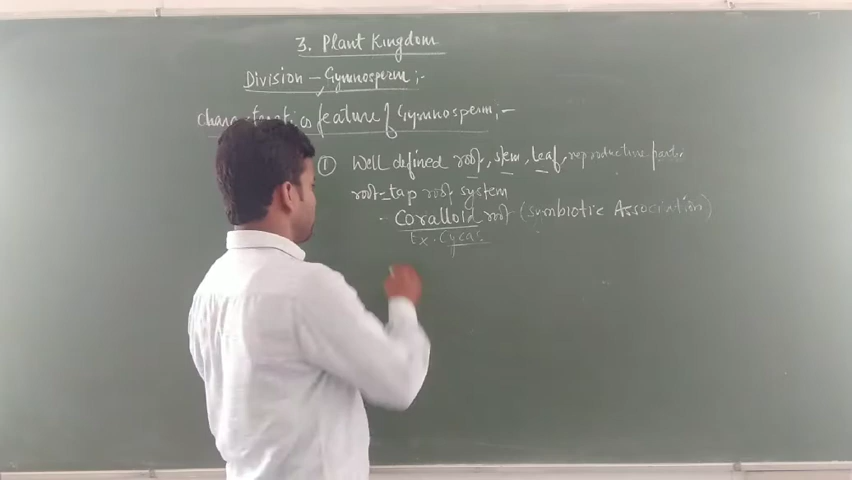 3. Plant Kingdom
Division - Gymnosperm :-
feature of Gymnosperm :-
① Well defined root, stem, leaf, reproductive parts
root - tap root system
· Coralloid root (symbiotic Association)
Ex. Cycas